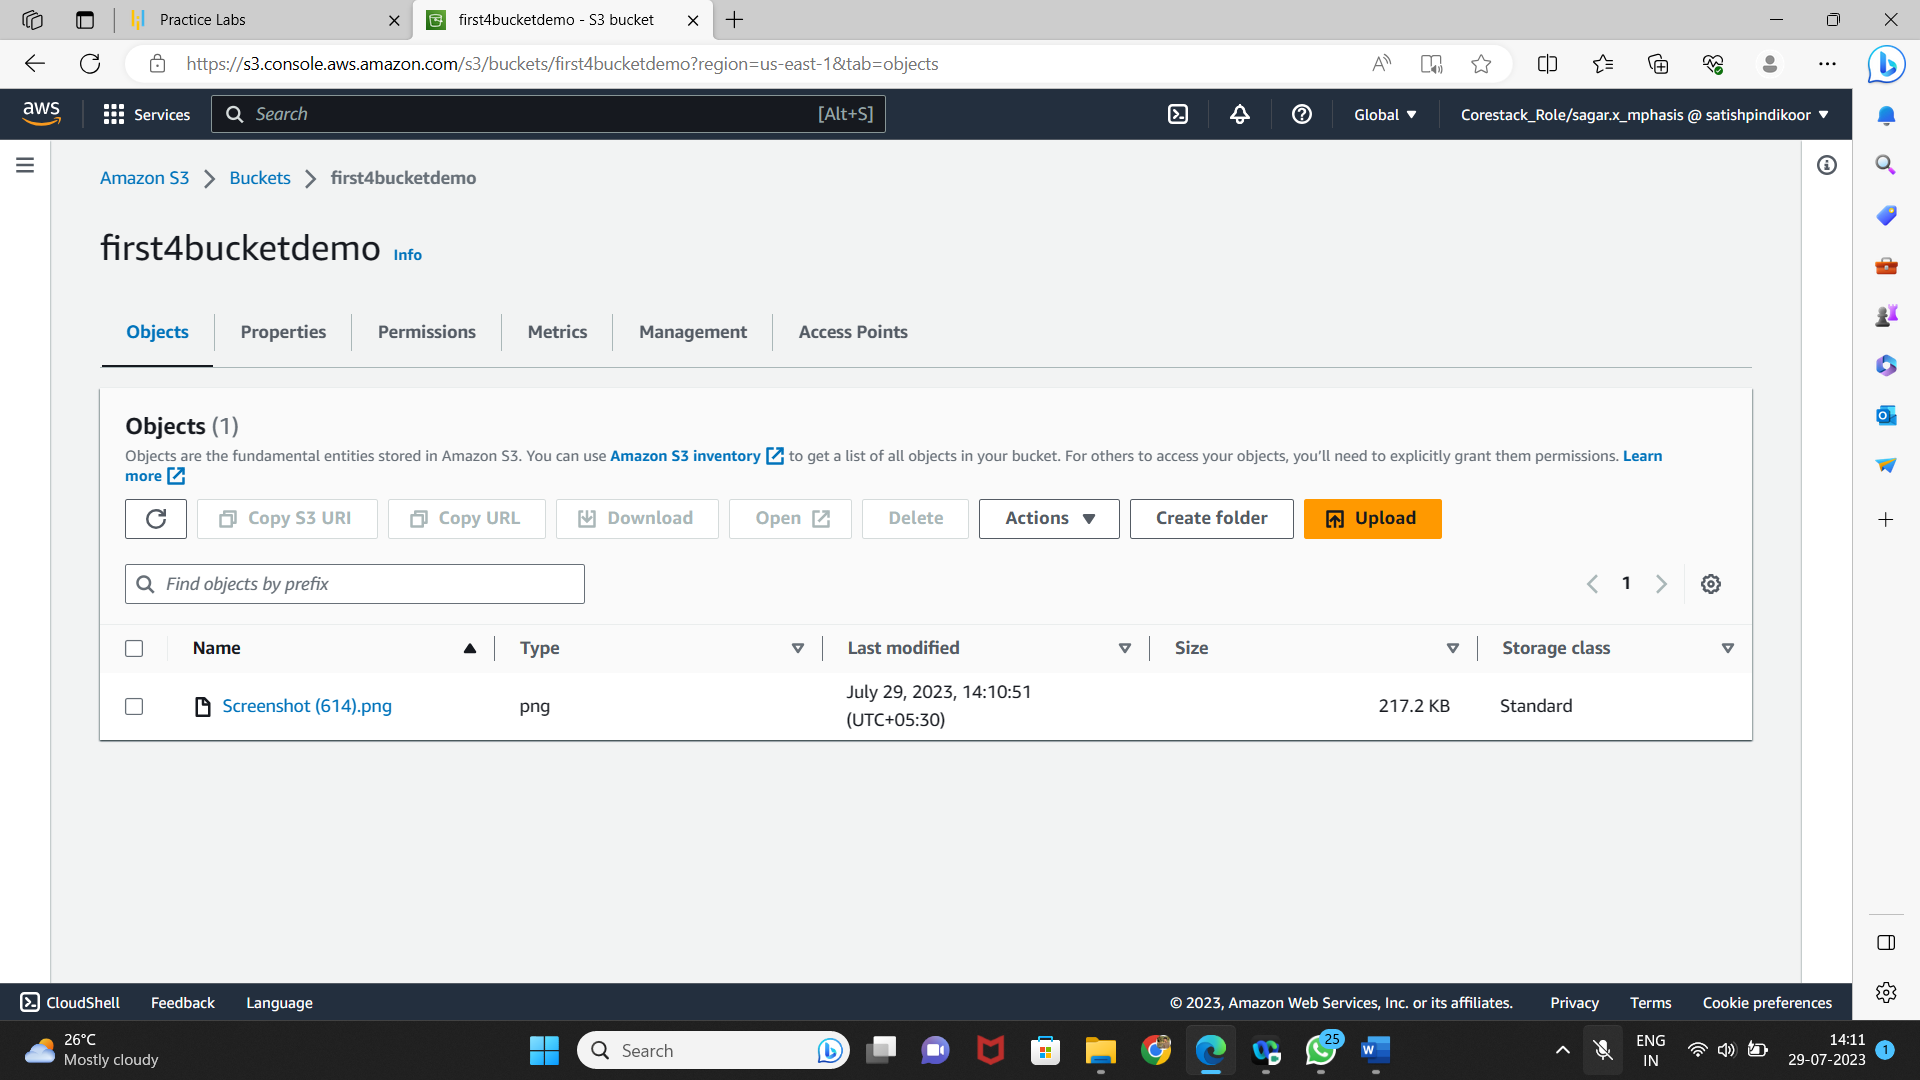 Practice Labs
first4bucketdemo - S3 bucket
https://s3.console.aws.amazon.com/s3/buckets/first4bucketdemo?region=us-east-1&tab=objects
aws
Services
Search
[Alt+S]
Global
Corestack_Role/sagar.x_mphasis @ satishpindikoor
Amazon S3 > Buckets > first4bucketdemo
first4bucketdemo Info
Objects
Properties
Permissions
Metrics
Management
Access Points
Objects (1)
Objects are the fundamental entities stored in Amazon S3. You can use Amazon S3 inventory to get a list of all objects in your bucket. For others to access your objects, you'll need to explicitly grant them permissions. Learn
more
Copy S3 URI
Copy URL
Download
Open
Delete
Actions
Create folder
Upload
Find objects by prefix
1
Name
Type
Last modified
Size
Storage class
Screenshot (614).png
png
July 29, 2023, 14:10:51
(UTC+05:30)
217.2 KB
Standard
CloudShell
Feedback
Language
© 2023, Amazon Web Services, Inc. or its affiliates.
Privacy
Terms
Cookie preferences
26°C
Mostly cloudy
Search
25
ENG
IN
14:11
29-07-2023
1